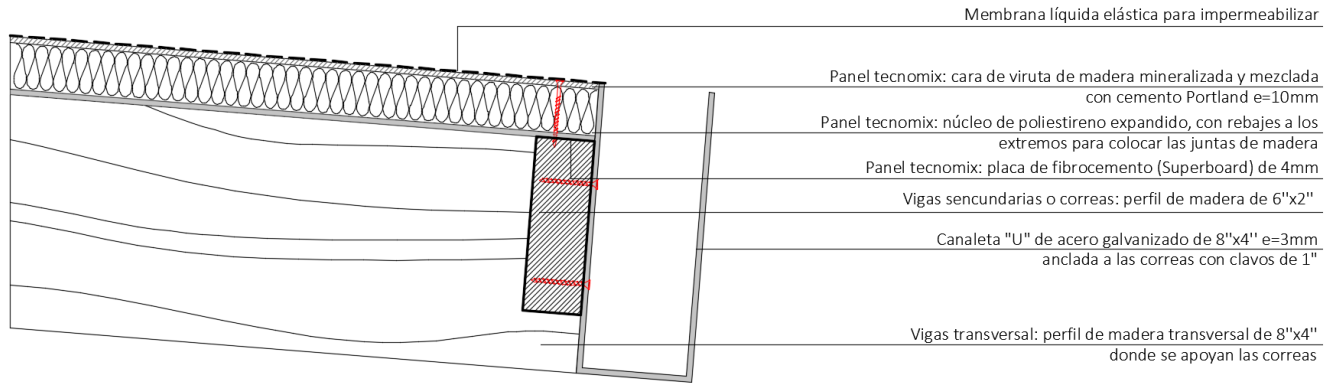 Membrana líquida elástica para impermeabilizar
Panel tecnomix: cara de viruta de madera mineralizada y mezclada
con cemento Portland e=10mm
Panel tecnomix: núcleo de poliestireno expandido, con rebajes a los
extremos para colocar las juntas de madera
Panel tecnomix: placa de fibrocemento (Superboard) de 4mm
Vigas sencundarias o correas: perfil de madera de 6''x2''
Canaleta "U" de acero galvanizado de 8''x4'' e=3mm
anclada a las correas con clavos de 1"
Vigas transversal: perfil de madera transversal de 8''x4''
donde se apoyan las correas